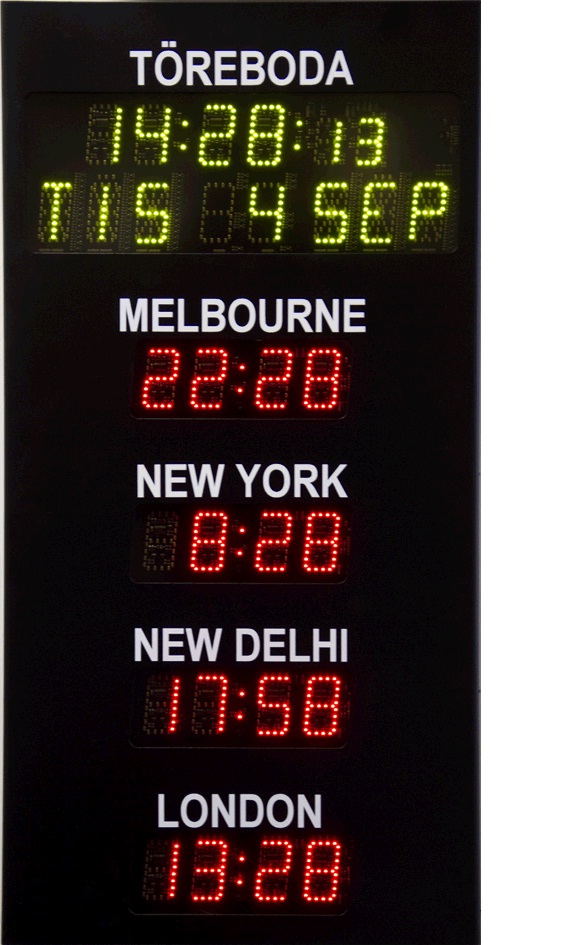 TÖREBODA
14:28:13
TIS 4 SEP
MELBOURNE
22:28
NEW YORK
8:28
NEW DELHI
17:58
LONDON
13:28